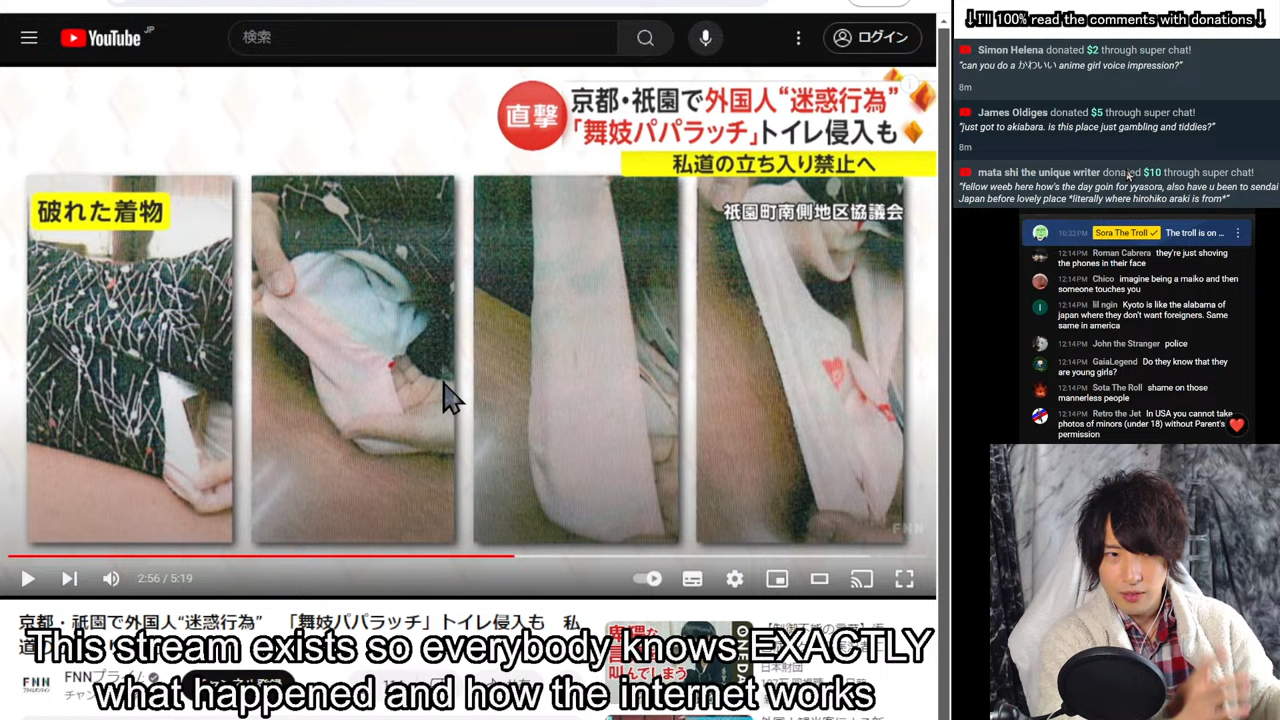 YouTube JP
検索
ログイン
直撃
京都・祇園で外国人“迷惑行為”
「舞妓パパラッチ」トイレ侵入も
私道の立ち入り禁止へ
破れた着物
祇園町南側地区協議会
FNN
2:56 / 5:19
京都・祇園で外国人“迷惑行為” 「舞妓パパラッチ」トイレ侵入も 私
FNN
FNNプライ
チャンネル登録
This stream exists so everybody knows EXACTLY
what happened and how the internet works
↓I'll 100% read the comments with donations↓
Simon Helena donated $2 through super chat!
"can you do a かわいい anime girl voice impression?"
8m
James Oldiges donated $5 through super chat!
"just got to akiabara. is this place just gambling and tiddies?"
8m
mata shi the unique writer donated $10 through super chat!
"fellow weeb here how's the day goin for yyasora, also have u been to sendai
Japan before lovely place *literally where hirohiko araki is from*"
10:32PM Sora The Troll The troll is on ...
12:14PM Roman Cabrera they're just shoving
the phones in their face
12:14PM Chico imagine being a maiko and then
someone touches you
12:14PM lil ngin Kyoto is like the alabama of
japan where they don't want foreigners. Same
same in america
12:14PM John the Stranger police
12:14PM GaiaLegend Do they know that they
are young girls?
12:14PM Sota The Roll shame on those
mannerless people
12:14PM Retro the Jet In USA you cannot take
photos of minors (under 18) without Parent's
permission